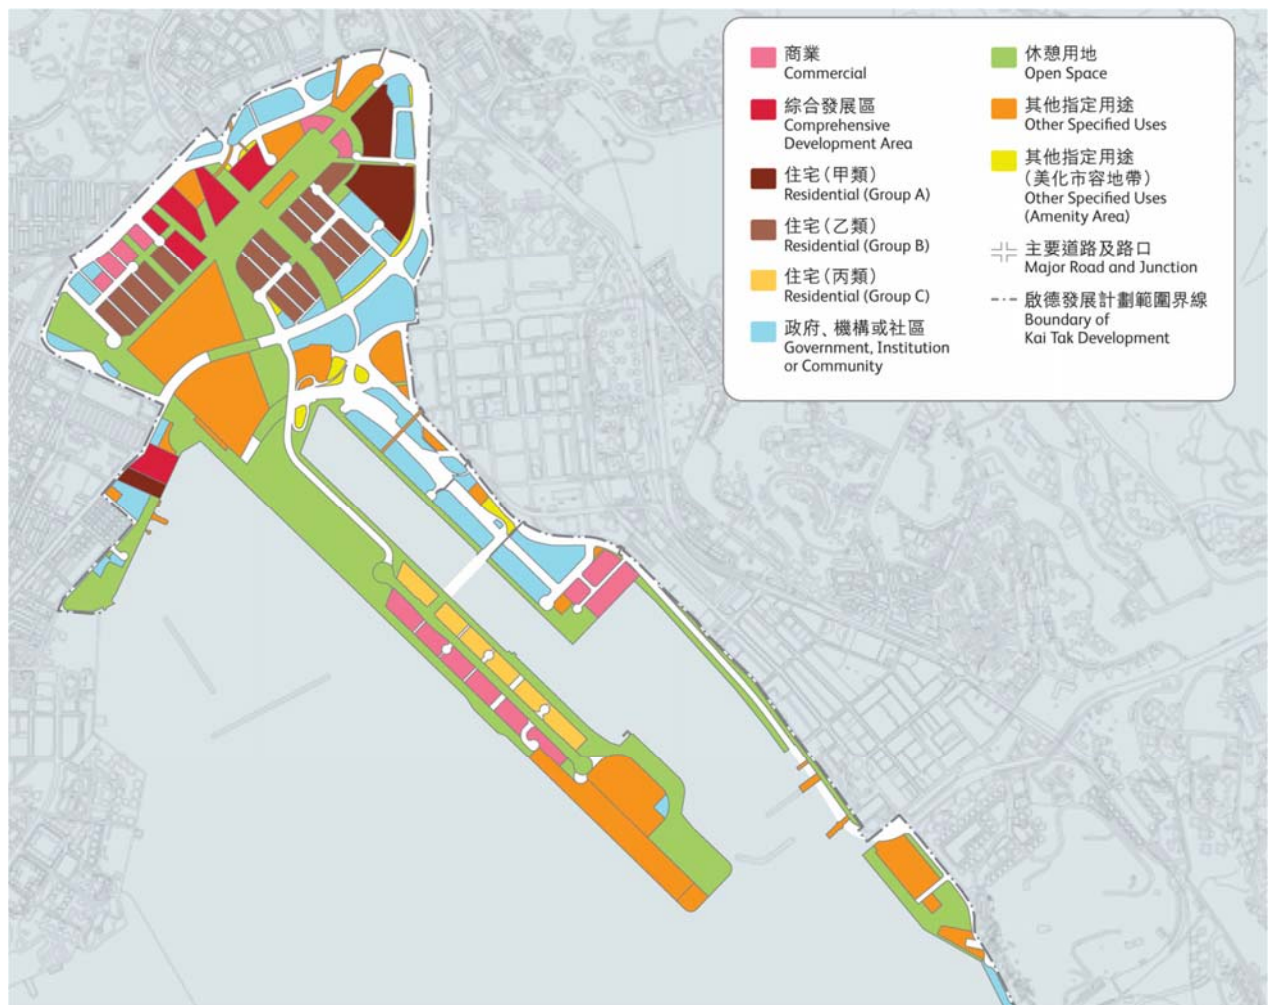 商業
Commercial
綜合發展區
Comprehensive
Development Area
住宅(甲類)
Residential (Group A)
住宅(乙類)
Residential (Group B)
住宅(丙類)
Residential (Group C)
政府、機構或社區
Government, Institution
or Community
休憩用地
Open Space
其他指定用途
Other Specified Uses
其他指定用途
(美化市容地帶)
Other Specified Uses
(Amenity Area)
主要道路及路口
Major Road and Junction
啟德發展計劃範圍界線
Boundary of
Kai Tak Development